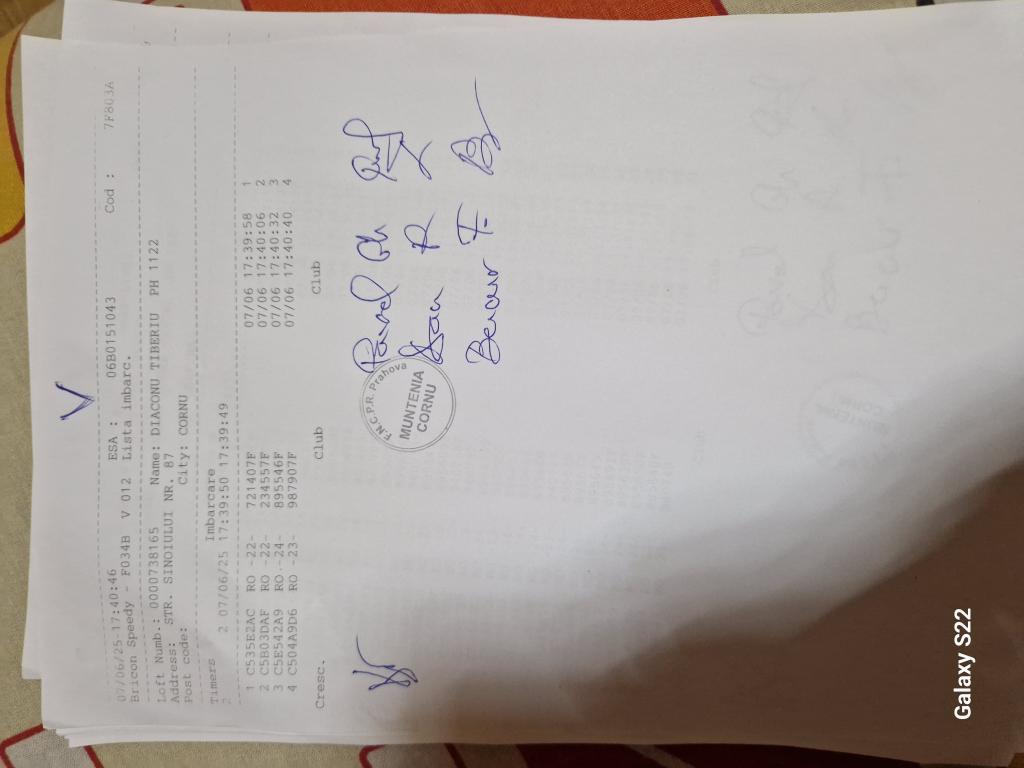 07/06/25-17:40:46 ESA : 06B0151043 Cod : 7F803A
Bricon Speedy - F034B V 012 Lista imbarc.
Loft Numb.: 0000738165 Name: DIACONU TIBERIU PH 1122
Address: STR. SINOIULUI NR. 87
Post code: City: CORNU
Timers Imbarcare
2 2 07/06/25 17:39:50 17:39:49
1 C535E2AC RO -22- 721407F 07/06 17:39:58 1
2 C5B03DAF RO -22- 234557F 07/06 17:40:06 2
3 C5E542A9 RO -24- 895546F 07/06 17:40:32 3
4 C504A9D6 RO -23- 987907F 07/06 17:40:40 4
Cresc. Club Club
F.N.C.P.R. Prahova
MUNTENIA
CORNU
Galaxy S22